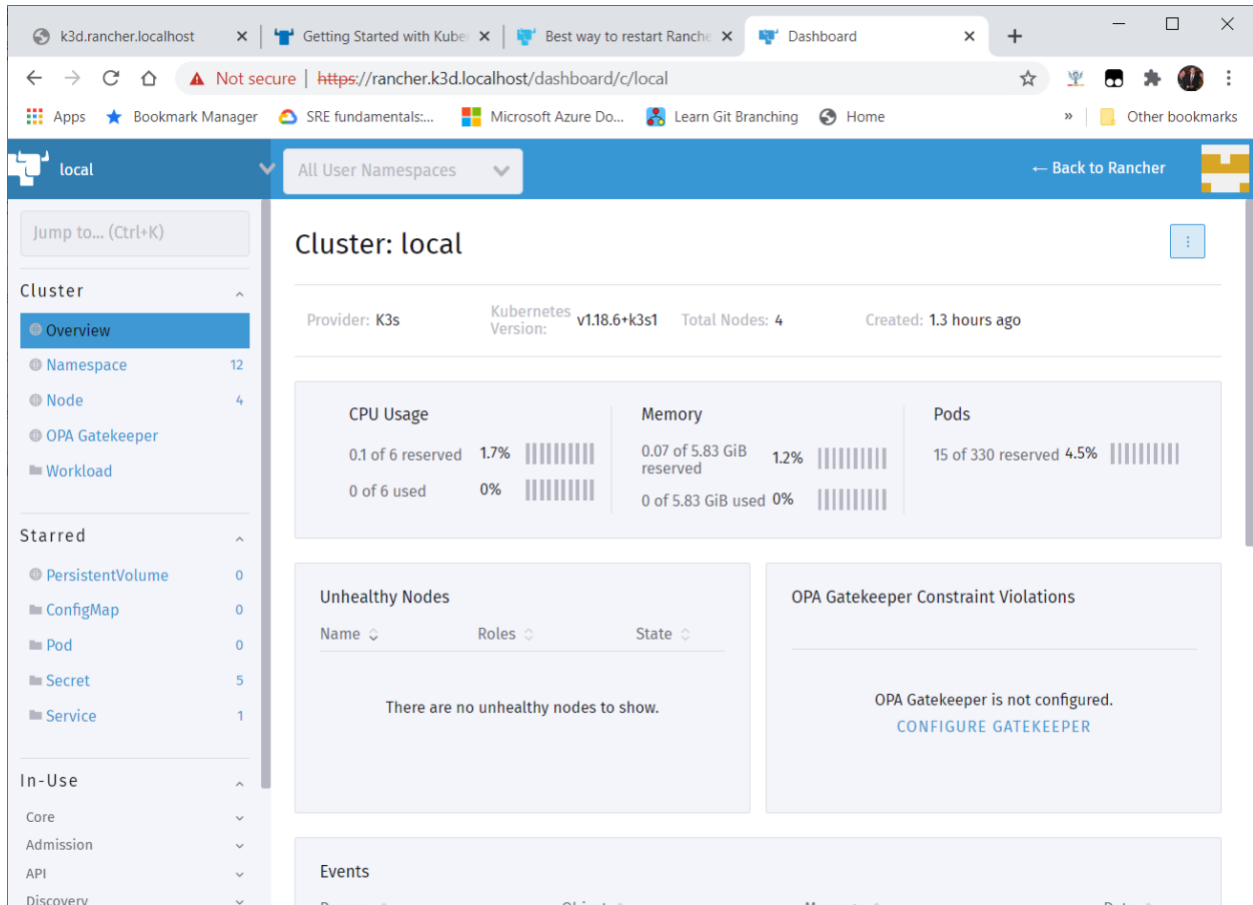 k3d.rancher.localhost
Getting Started with Kube
Best way to restart Ranche
Dashboard
Not secure | https://rancher.k3d.localhost/dashboard/c/local
Apps Bookmark Manager SRE fundamentals:... Microsoft Azure Do... Learn Git Branching Home » Other bookmarks
local
All User Namespaces
← Back to Rancher
Jump to... (Ctrl+K)
Cluster
Overview
Namespace 12
Node 4
OPA Gatekeeper
Workload
Starred
PersistentVolume 0
ConfigMap 0
Pod 0
Secret 5
Service 1
In-Use
Core
Admission
API
Discovery
Cluster: local
Provider: K3s
Kubernetes
Version: v1.18.6+k3s1
Total Nodes: 4
Created: 1.3 hours ago
CPU Usage
0.1 of 6 reserved 1.7%
0 of 6 used 0%
Memory
0.07 of 5.83 GiB
reserved 1.2%
0 of 5.83 GiB used 0%
Pods
15 of 330 reserved 4.5%
Unhealthy Nodes
Name Roles State
There are no unhealthy nodes to show.
OPA Gatekeeper Constraint Violations
OPA Gatekeeper is not configured.
CONFIGURE GATEKEEPER
Events